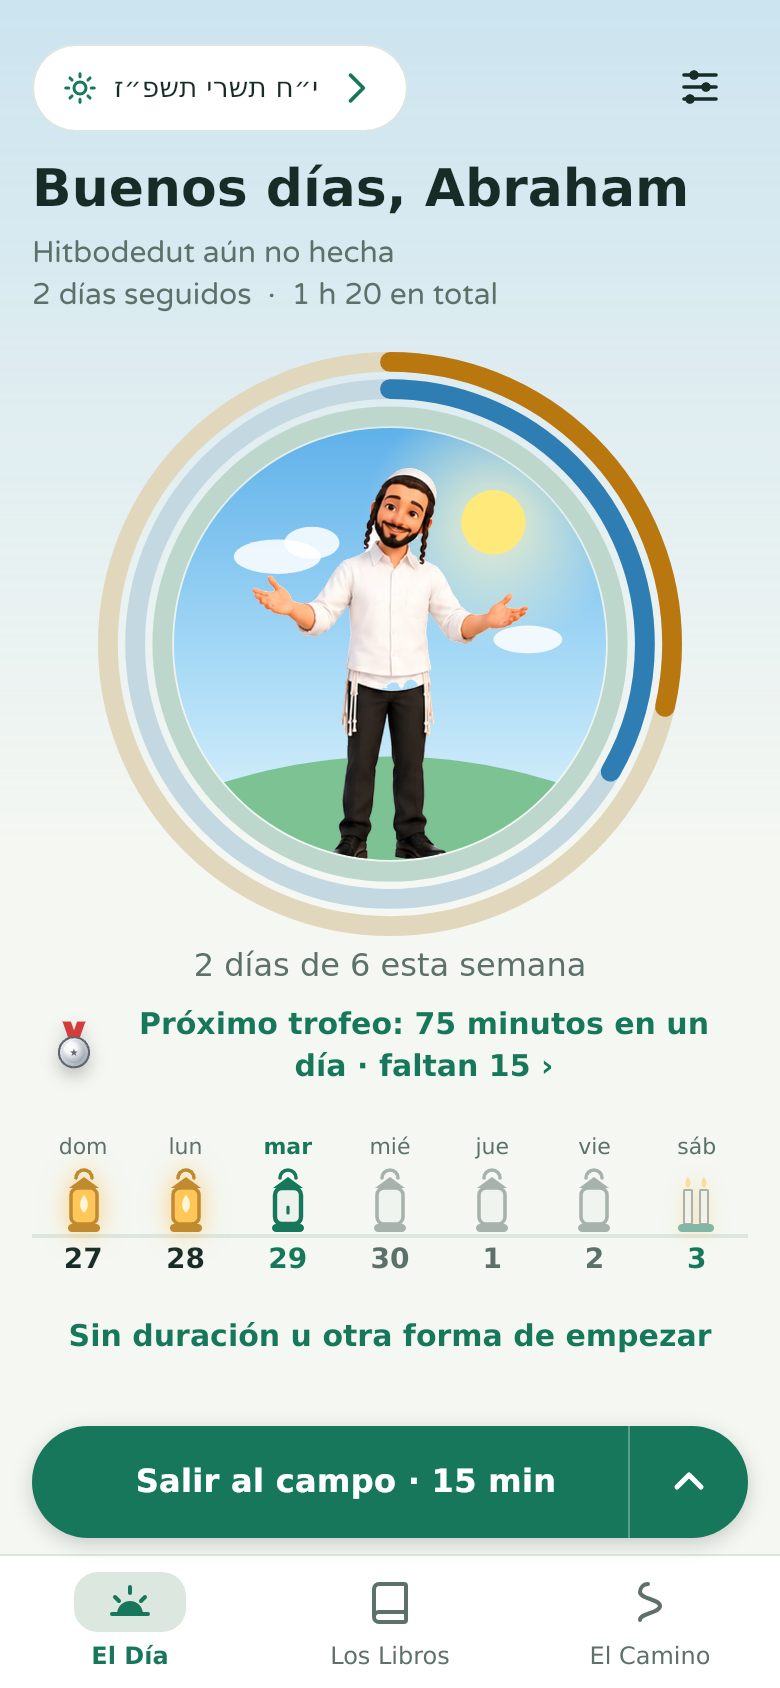 י״ח תשרי תשפ״ז
Buenos días, Abraham
Hitbodedut aún no hecha
2 días seguidos · 1 h 20 en total
2 días de 6 esta semana
Próximo trofeo: 75 minutos en un
día · faltan 15 ›
dom lun mar mié jue vie sáb
27 28 29 30 1 2 3
Sin duración u otra forma de empezar
Salir al campo · 15 min
El Día Los Libros El Camino